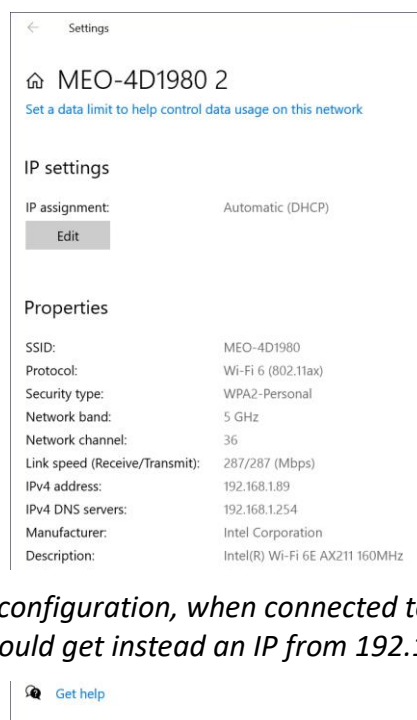 Settings
MEO-4D1980 2
Set a data limit to help control data usage on this network
IP settings
IP assignment: Automatic (DHCP)
Edit
Properties
SSID: MEO-4D1980
Protocol: Wi-Fi 6 (802.11ax)
Security type: WPA2-Personal
Network band: 5 GHz
Network channel: 36
Link speed (Receive/Transmit): 287/287 (Mbps)
IPv4 address: 192.168.1.89
IPv4 DNS servers: 192.168.1.254
Manufacturer: Intel Corporation
Description: Intel(R) Wi-Fi 6E AX211 160MHz
configuration, when connected
ould get instead an IP from 192.
Get help